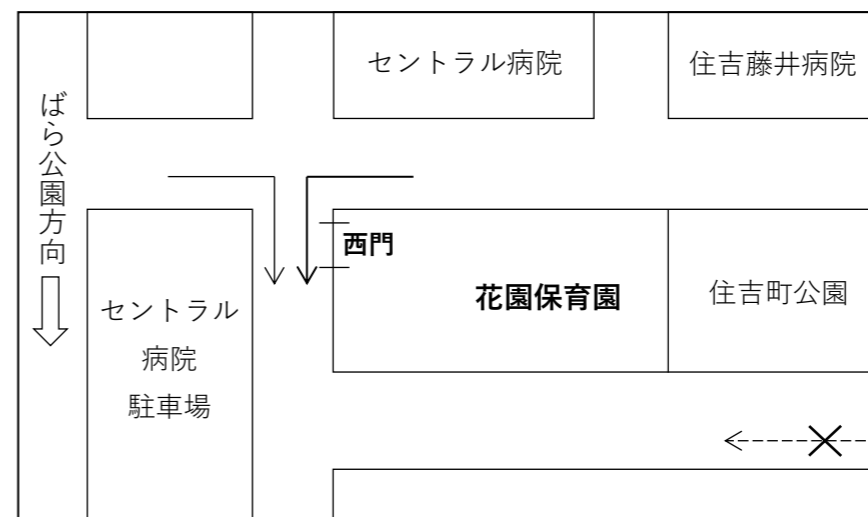 セントラル病院
住吉藤井病院
ばら公園方向
西門
花園保育園
住吉町公園
セントラル
病院
駐車場